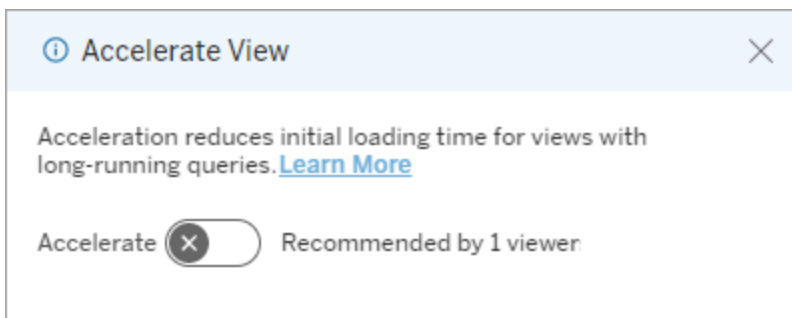 Accelerate View
Acceleration reduces initial loading time for views with
long-running queries. Learn More
Accelerate Recommended by 1 viewer